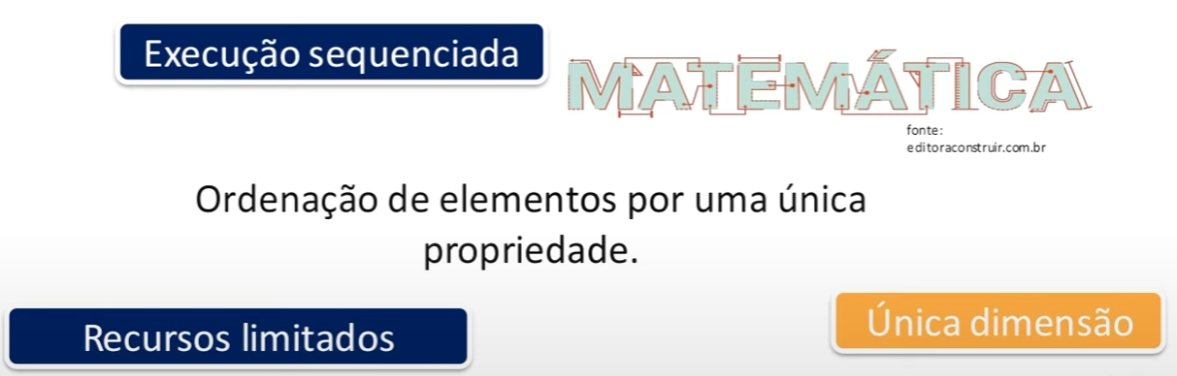 Execução sequenciada
MATEMÁTICA
fonte:
editoraconstruir.com.br
Ordenação de elementos por uma única
propriedade.
Recursos limitados
Única dimensão